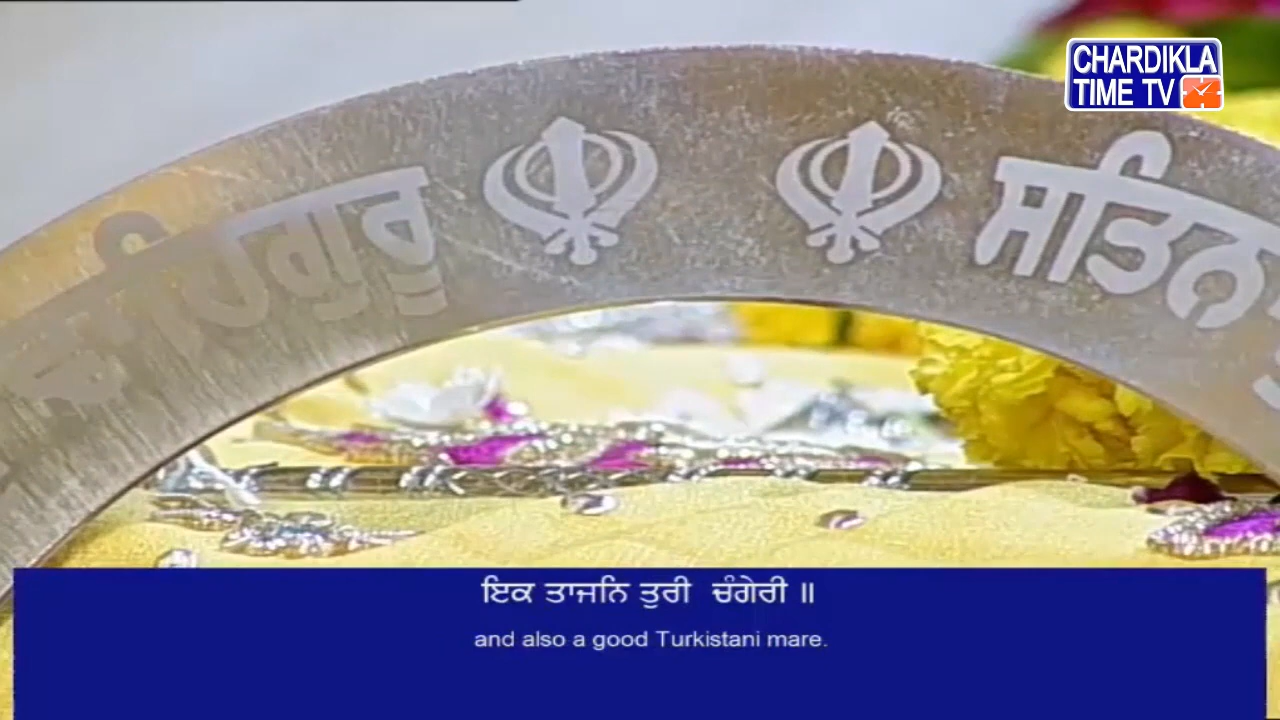 CHARDIKLA
TIME TV
ਵਾਹਿਗੁਰੂ
ਸਤਿਨ
ਇਕ ਤਾਜਨਿ ਤੁਰੀ ਚੰਗੇਰੀ ॥
and also a good Turkistani mare.